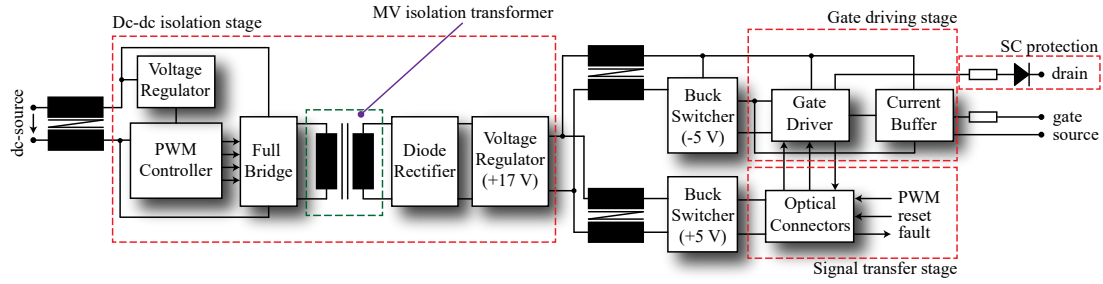 MV isolation transformer
Dc-dc isolation stage
Gate driving stage
SC protection
dc-source
Voltage
Regulator
PWM
Controller
Full
Bridge
Diode
Rectifier
Voltage
Regulator
(+17 V)
Buck
Switcher
(-5 V)
Gate
Driver
Current
Buffer
drain
gate
source
Buck
Switcher
(+5 V)
Optical
Connectors
PWM
reset
fault
Signal transfer stage